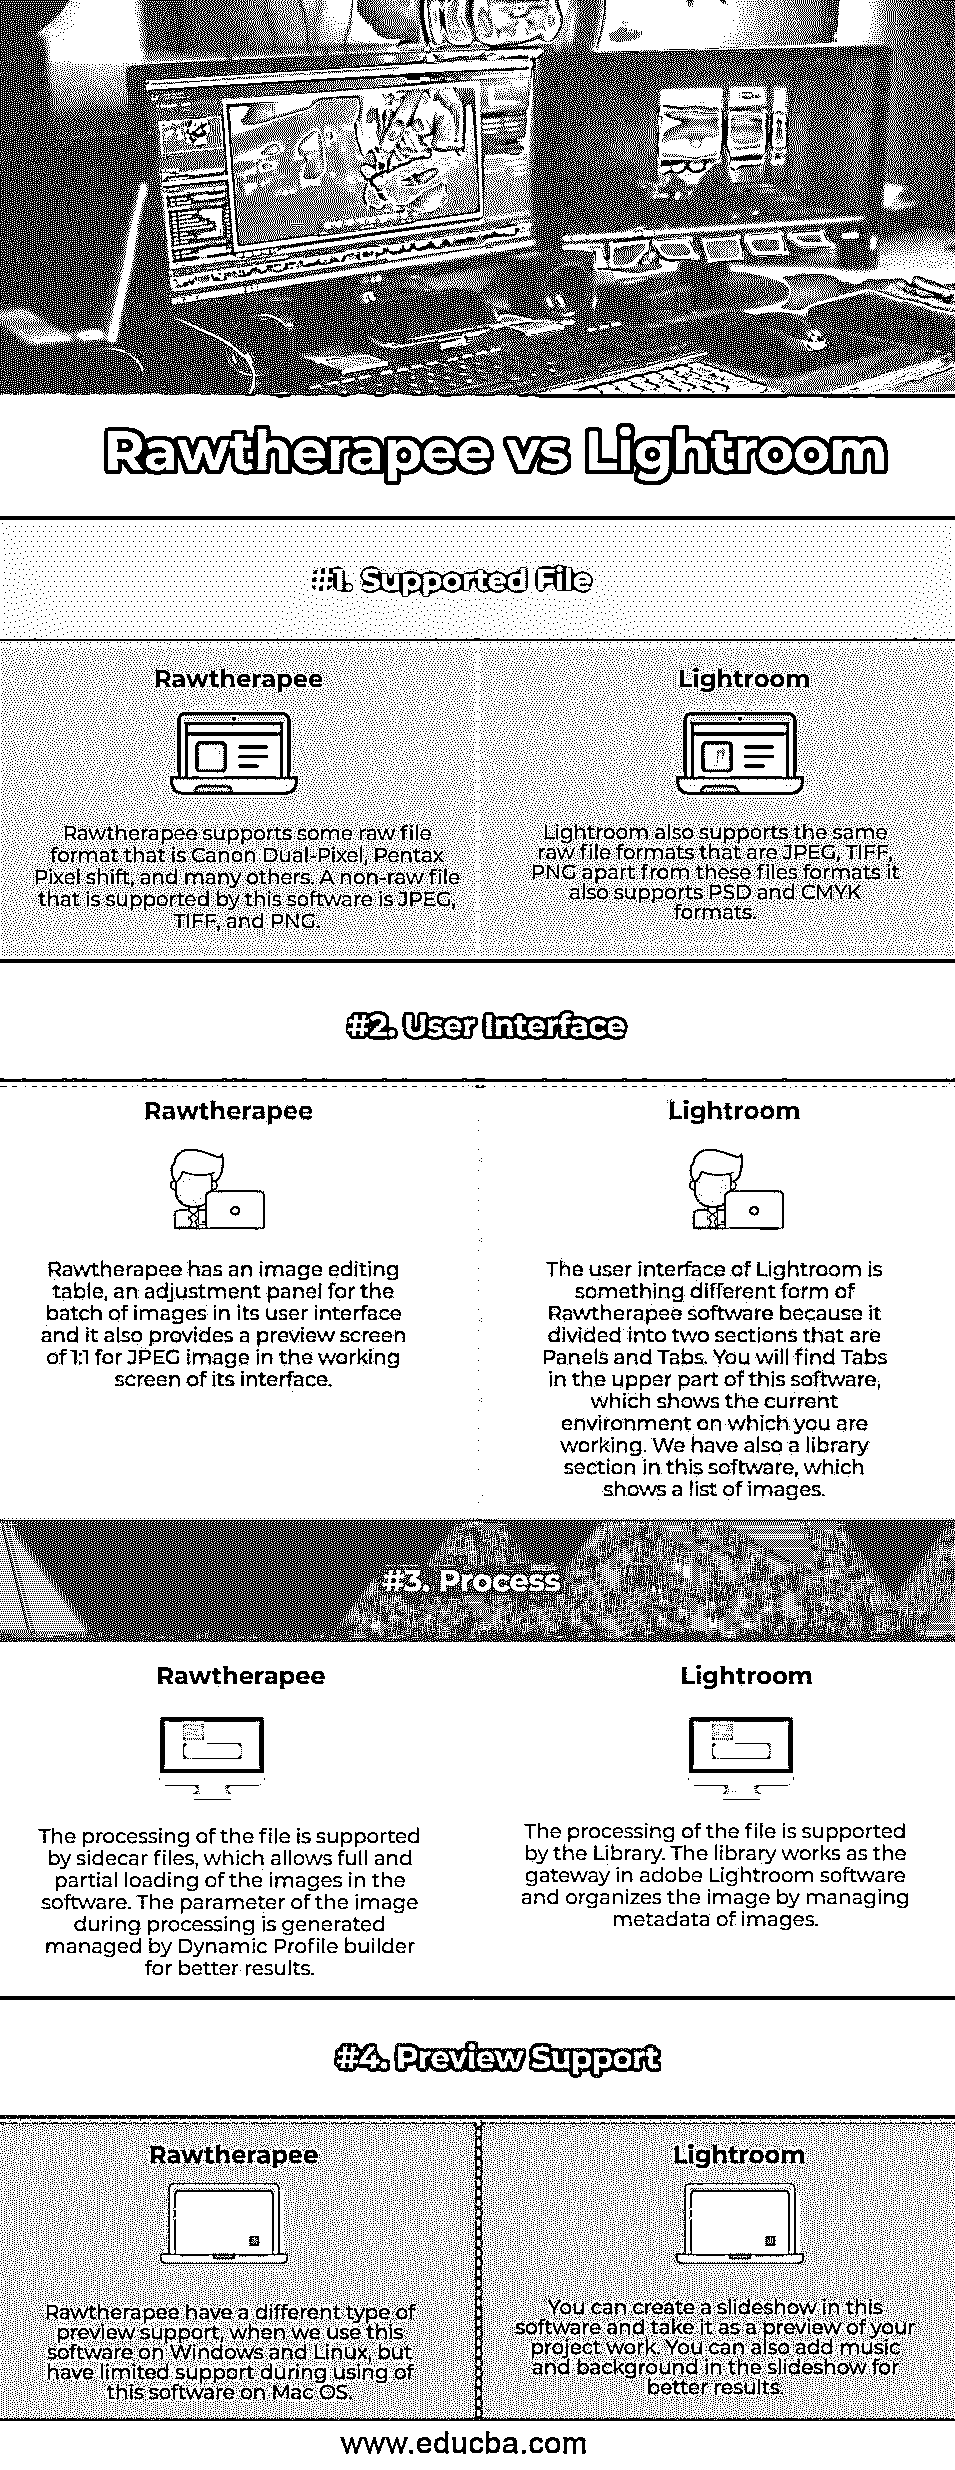 Rawtherapee vs Lightroom
#1. Supported File
Rawtherapee
Rawtherapee supports some raw file
format that is Canon Dual-Pixel, Pentax
Pixel shift, and many others. A non-raw file
that is supported by this software is JPEG,
TIFF, and PNG.
Lightroom
Lightroom also supports the same
raw file formats that are JPEG, TIFF,
PNG apart from these files formats it
also supports PSD and CMYK
formats.
#2. User Interface
Rawtherapee
Rawtherapee has an image editing
table, an adjustment panel for the
batch of images in its user interface
and it also provides a preview screen
of 1:1 for JPEG image in the working
screen of its interface.
Lightroom
The user interface of Lightroom is
something different form of
Rawtherapee software because it
divided into two sections that are
Panels and Tabs. You will find Tabs
in the upper part of this software,
which shows the current
environment on which you are
working. We have also a library
section in this software, which
shows a list of images.
#3. Process
Rawtherapee
The processing of the file is supported
by sidecar files, which allows full and
partial loading of the images in the
software. The parameter of the image
during processing is generated
managed by Dynamic Profile builder
for better results.
Lightroom
The processing of the file is supported
by the Library. The library works as the
gateway in adobe Lightroom software
and organizes the image by managing
metadata of images.
#4. Preview Support
Rawtherapee
Rawtherapee have a different type of
preview support, when we use this
software on Windows and Linux, but
have limited support during using of
this software on Mac OS.
Lightroom
You can create a slideshow in this
software and take it as a preview of your
project work. You can also add music
and background in the slideshow for
better results.
www.educba.com